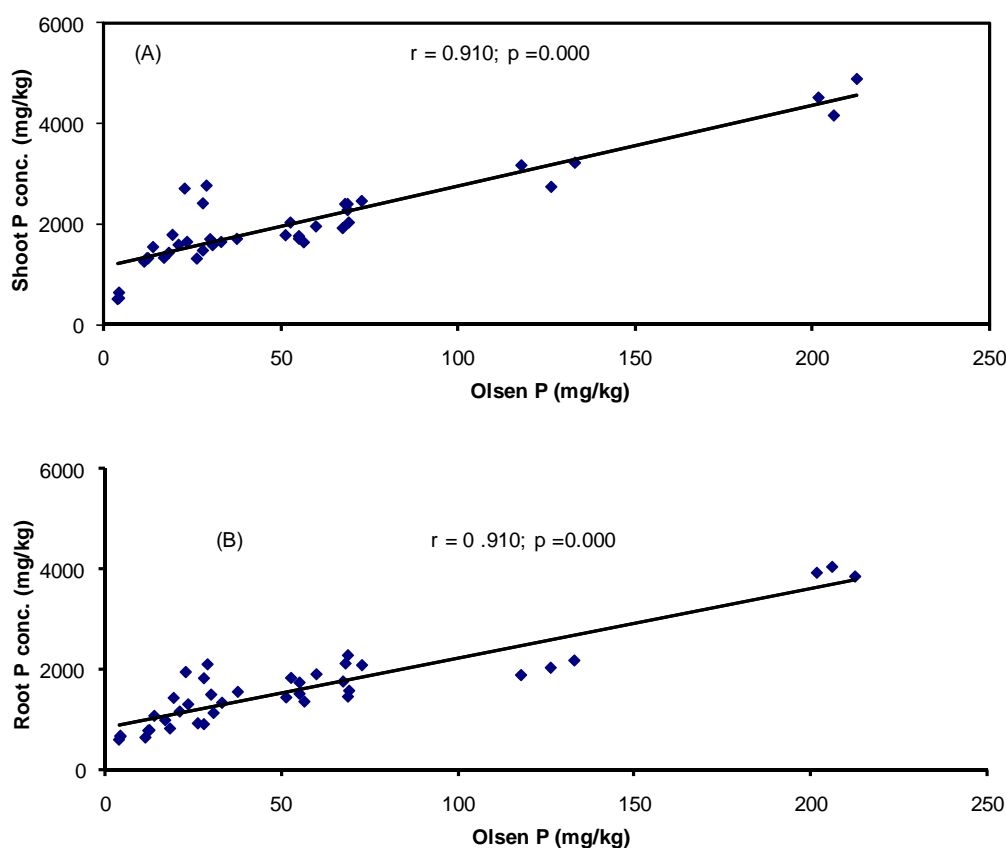 6000
(A)
r = 0.910; p =0.000
4000
2000
0
Shoot P conc. (mg/kg)
0 50 100 150 200 250
Olsen P (mg/kg)
6000
(B)
r = 0 .910; p =0.000
4000
2000
0
Root P conc. (mg/kg)
0 50 100 150 200 250
Olsen P (mg/kg)